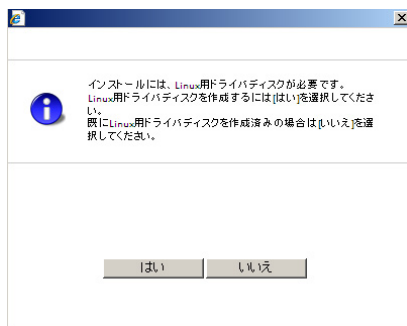 インストールには、Linux用ドライバディスクが必要です。
Linux用ドライバディスクを作成するには[はい]を選択してくださ
い。
既にLinux用ドライバディスクを作成済みの場合は[いいえ]を選
択してください。
はい
いいえ